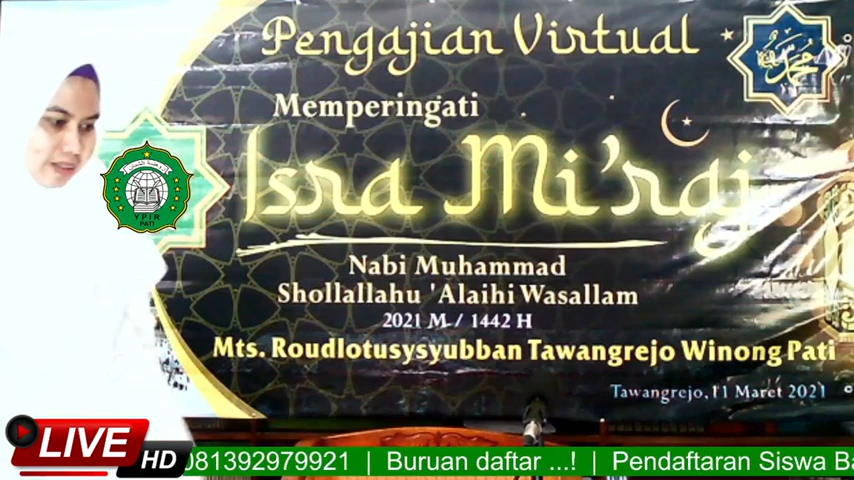 Pengajian Virtual
Memperingati
Isra Mi'raj
Nabi Muhammad
Shollallahu 'Alaihi Wasallam
2021 M / 1442 H
Mts. Roudlotusysyubban Tawangrejo Winong Pati
Tawangrejo, 11 Maret 2021
محمد
YPIR
PATI
LIVE
HD
081392979921 | Buruan daftar ...! | Pendaftaran Siswa Ba